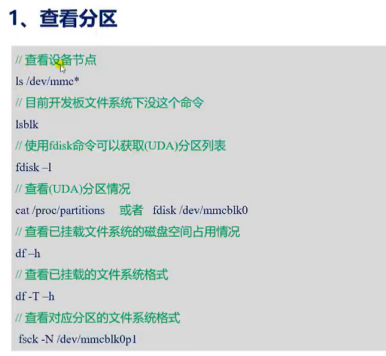 1、查看分区
// 查看设备节点
ls /dev/mmc*
// 目前开发板文件系统下没这个命令
lsblk
// 使用fdisk命令可以获取(UDA)分区列表
fdisk –l
// 查看(UDA)分区情况
cat /proc/partitions 或者 fdisk /dev/mmcblk0
// 查看已挂载文件系统的磁盘空间占用情况
df –h
// 查看已挂载的文件系统格式
df -T –h
// 查看对应分区的文件系统格式
fsck -N /dev/mmcblk0p1